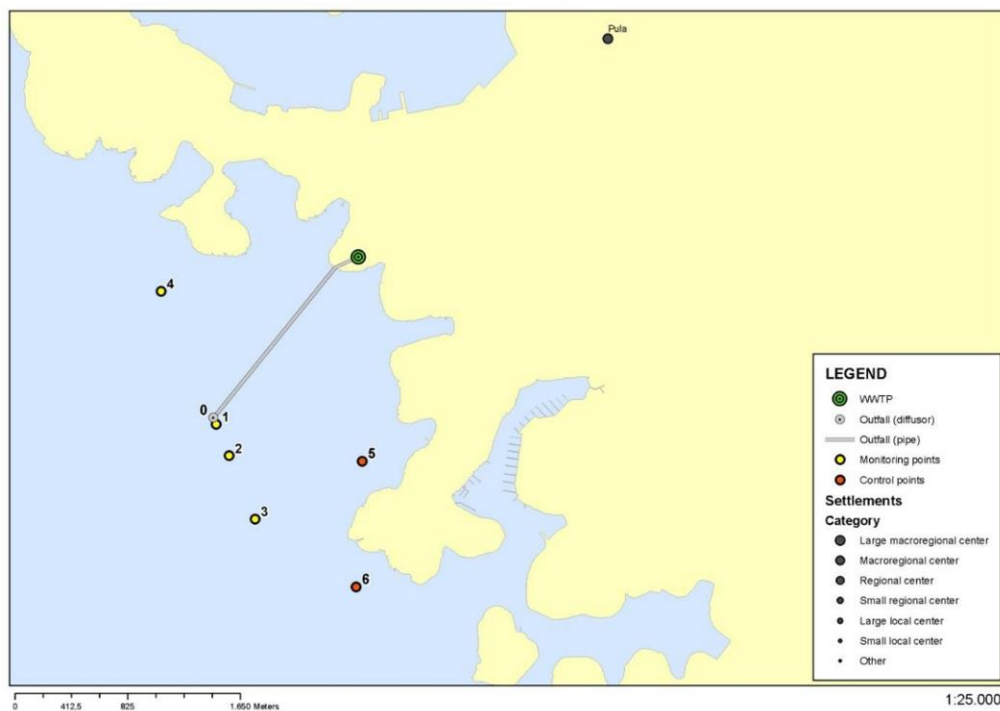 Pula
4
0
1
2
5
3
6
LEGEND
WWTP
Outfall (diffusor)
Outfall (pipe)
Monitoring points
Control points
Settlements
Category
Large macroregional center
Macroregional center
Regional center
Small regional center
Large local center
Small local center
Other
0 412,5 825 1.650 Meters
1:25.000